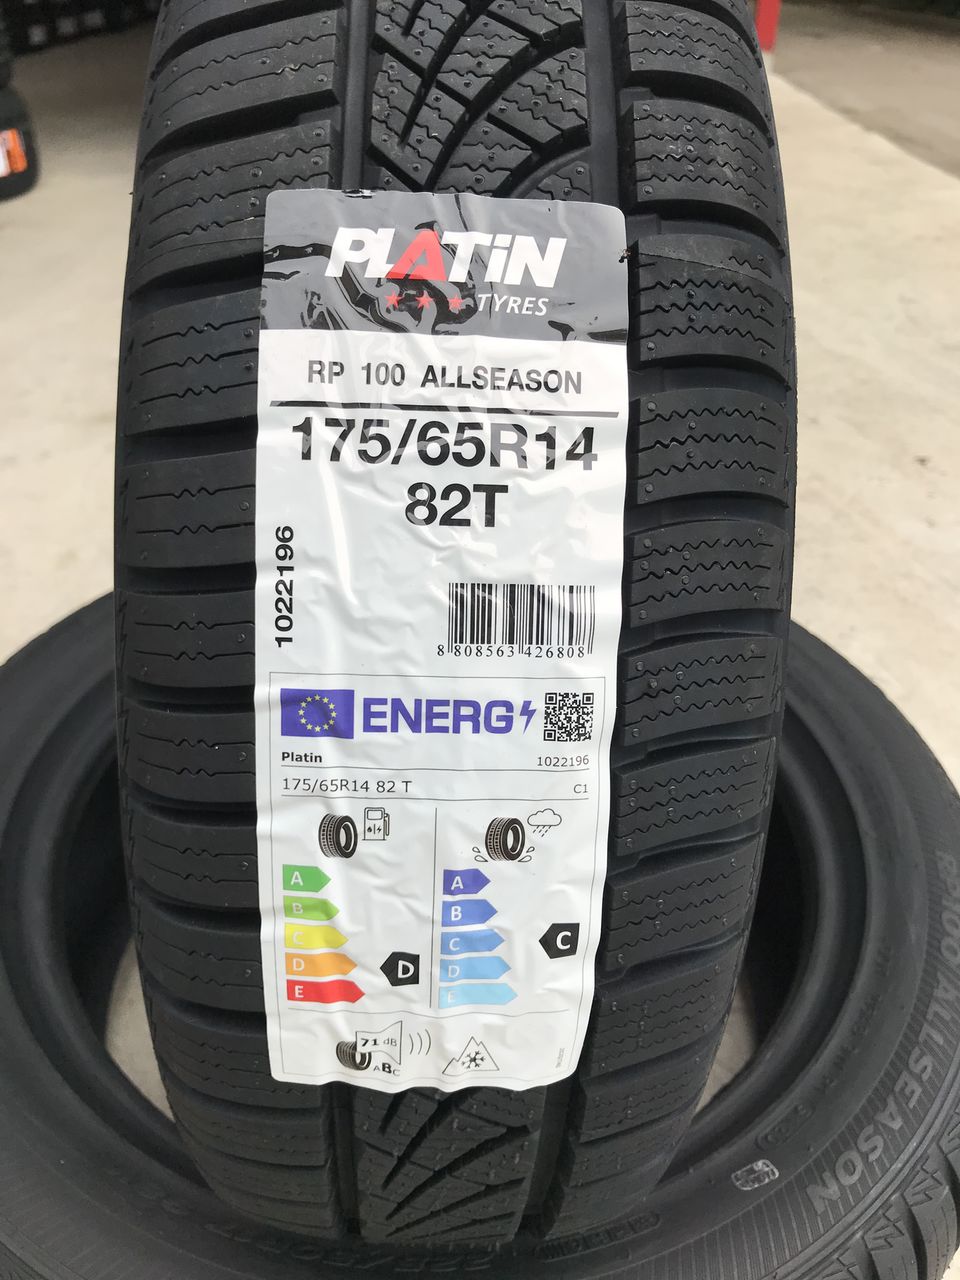 PLATiN
TYRES
RP 100 ALLSEASON
175/65R14
82T
1022196
8 808563 426808
ENERG
Platin
1022196
175/65R14 82 T
C1
A
B
C
D
E
D
A
B
C
D
E
C
71 dB
ABC
RP100 ALLSEASON